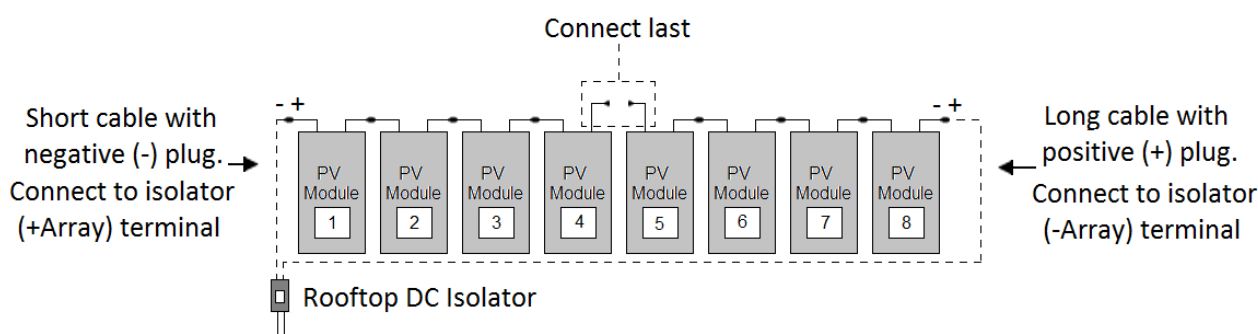 Connect last
- +
- +
Short cable with
negative (-) plug.
Connect to isolator
(+Array) terminal
Long cable with
positive (+) plug.
Connect to isolator
(-Array) terminal
PV
Module
1
PV
Module
2
PV
Module
3
PV
Module
4
PV
Module
5
PV
Module
6
PV
Module
7
PV
Module
8
Rooftop DC Isolator